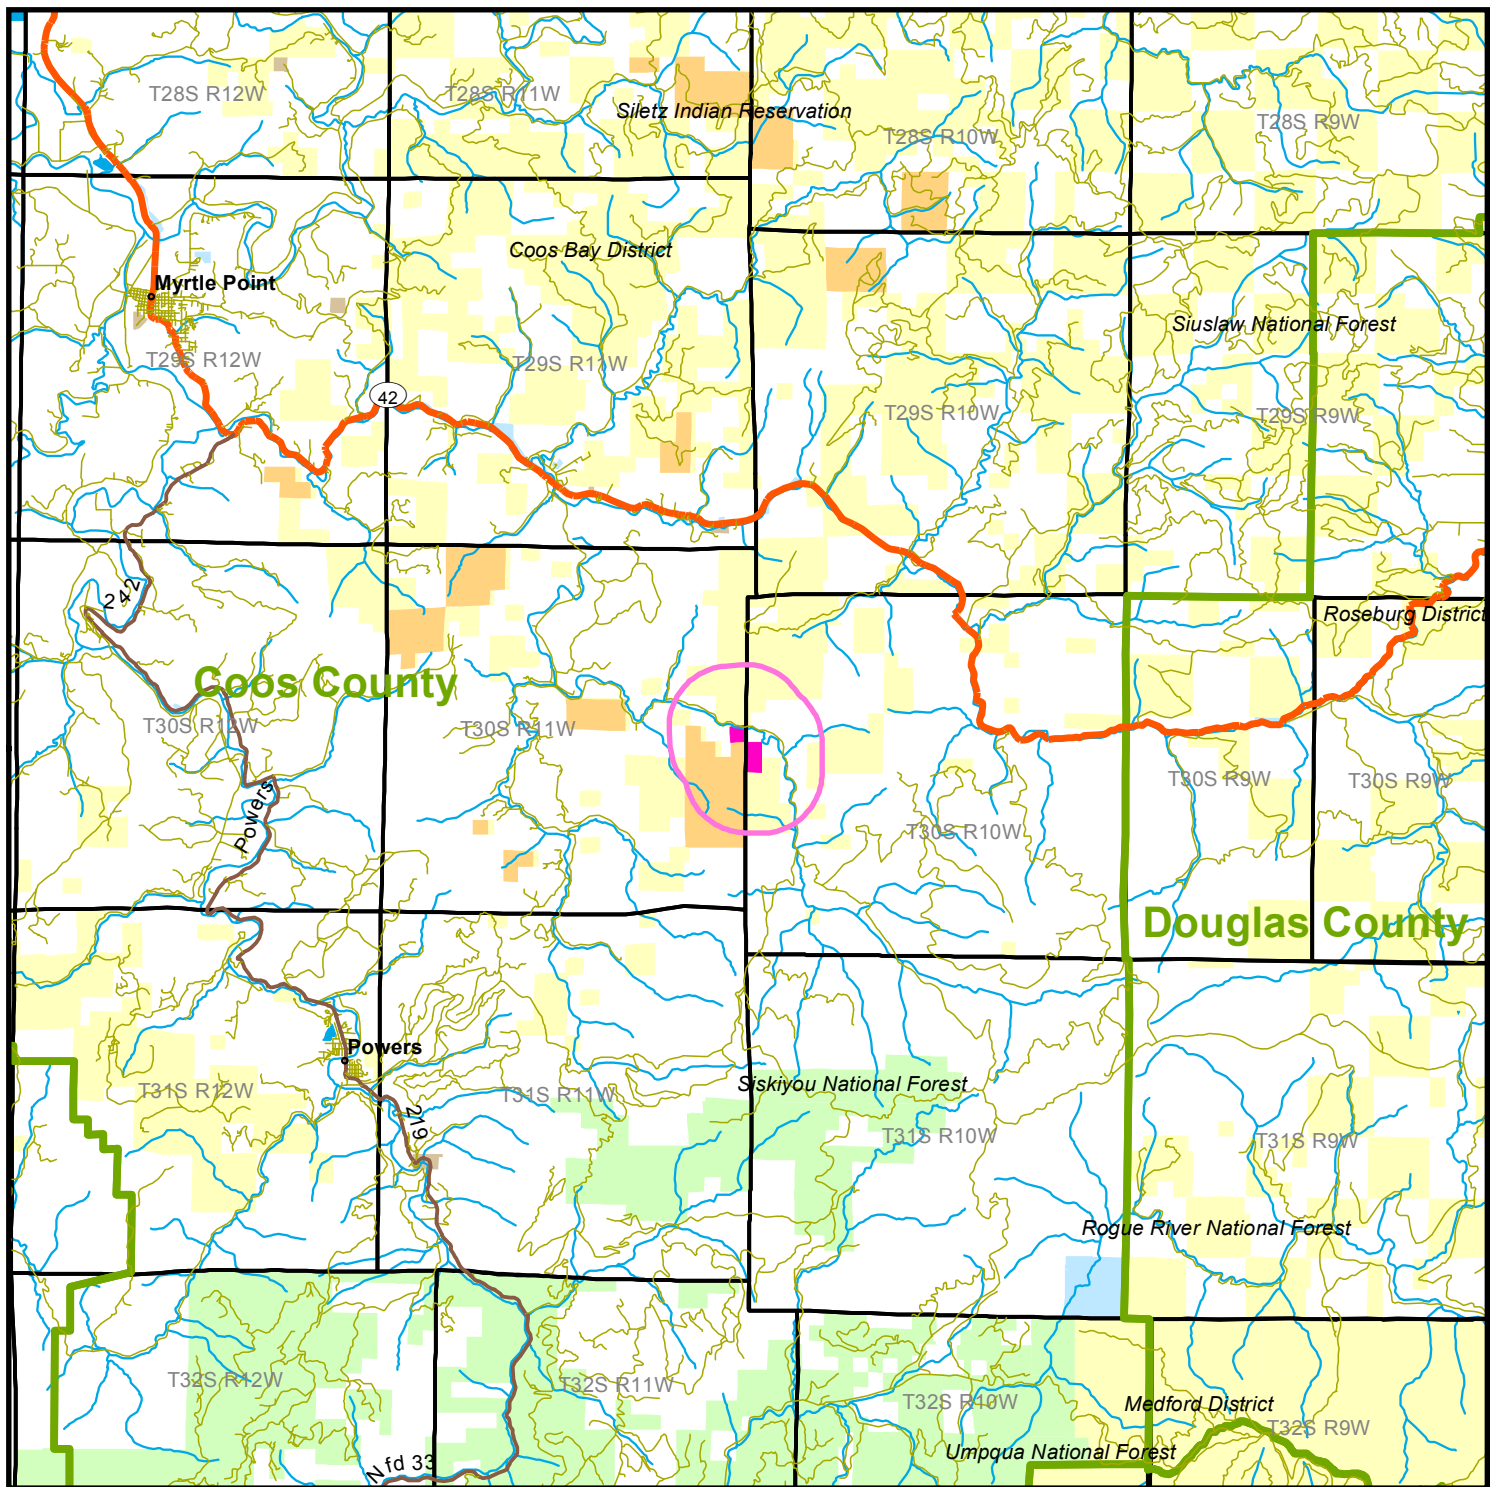 T28S R12W
T28S R11W
Siletz Indian Reservation
T28S R10W
T28S R9W
Coos Bay District
Myrtle Point
Siuslaw National Forest
T29S R12W
T29S R11W
42
T29S R10W
T29S R9W
242
Roseburg District
Coos County
T30S R12W
T30S R11W
T30S R9W
T30S R9W
Powers
T30S R10W
Douglas County
Powers
Siskiyou National Forest
T31S R12W
T31S R11W
219
T31S R10W
T31S R9W
Rogue River National Forest
T32S R12W
T32S R11W
T32S R10W
Medford District
T32S R9W
Umpqua National Forest
N fd 33